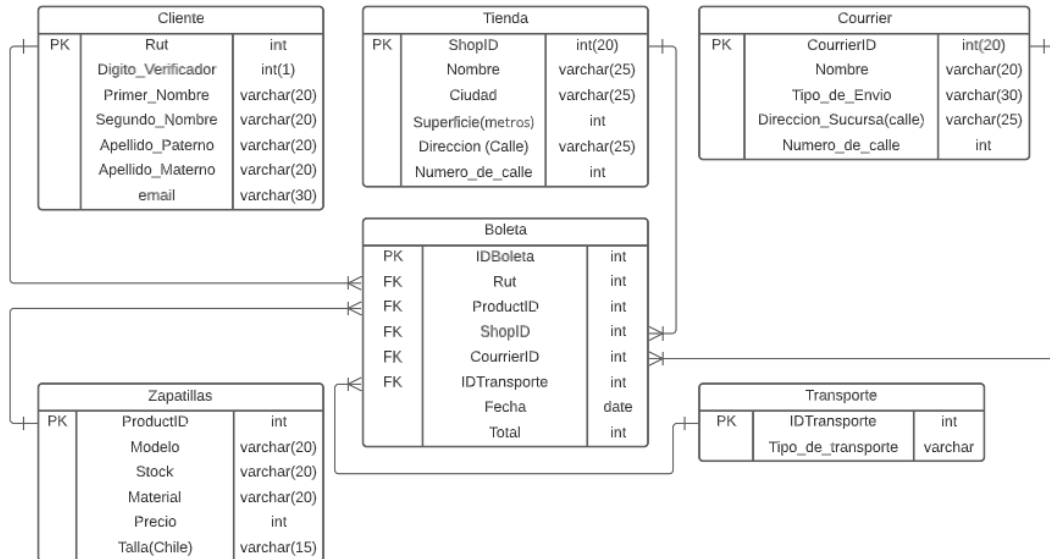 Cliente
PK Rut int
Digito_Verificador int(1)
Primer_Nombre varchar(20)
Segundo_Nombre varchar(20)
Apellido_Paterno varchar(20)
Apellido_Materno varchar(20)
email varchar(30)
Tienda
PK ShopID int(20)
Nombre varchar(25)
Ciudad varchar(25)
Superficie(metros) int
Direccion (Calle) varchar(25)
Numero_de_calle int
Courrier
PK CourrierID int(20)
Nombre varchar(20)
Tipo_de_Envio varchar(30)
Direccion_Sucursa(calle) varchar(25)
Numero_de_calle int
Boleta
PK IDBoleta int
FK Rut int
FK ProductID int
FK ShopID int
FK CourrierID int
FK IDTransporte int
Fecha date
Total int
Zapatillas
PK ProductID int
Modelo varchar(20)
Stock varchar(20)
Material varchar(20)
Precio int
Talla(Chile) varchar(15)
Transporte
PK IDTransporte int
Tipo_de_transporte varchar